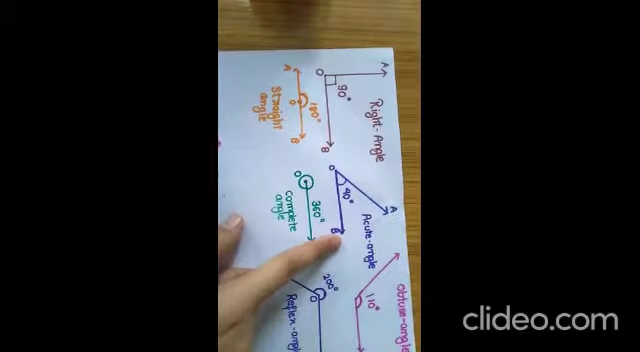 Right-Angle
A
O
90°
B
Acute-angle
A
O
40°
B
Obtuse-angle
110°
A
O
180°
B
Straight
angle
O
360°
Complete
angle
200°
O
Reflex-angle
clideo.com